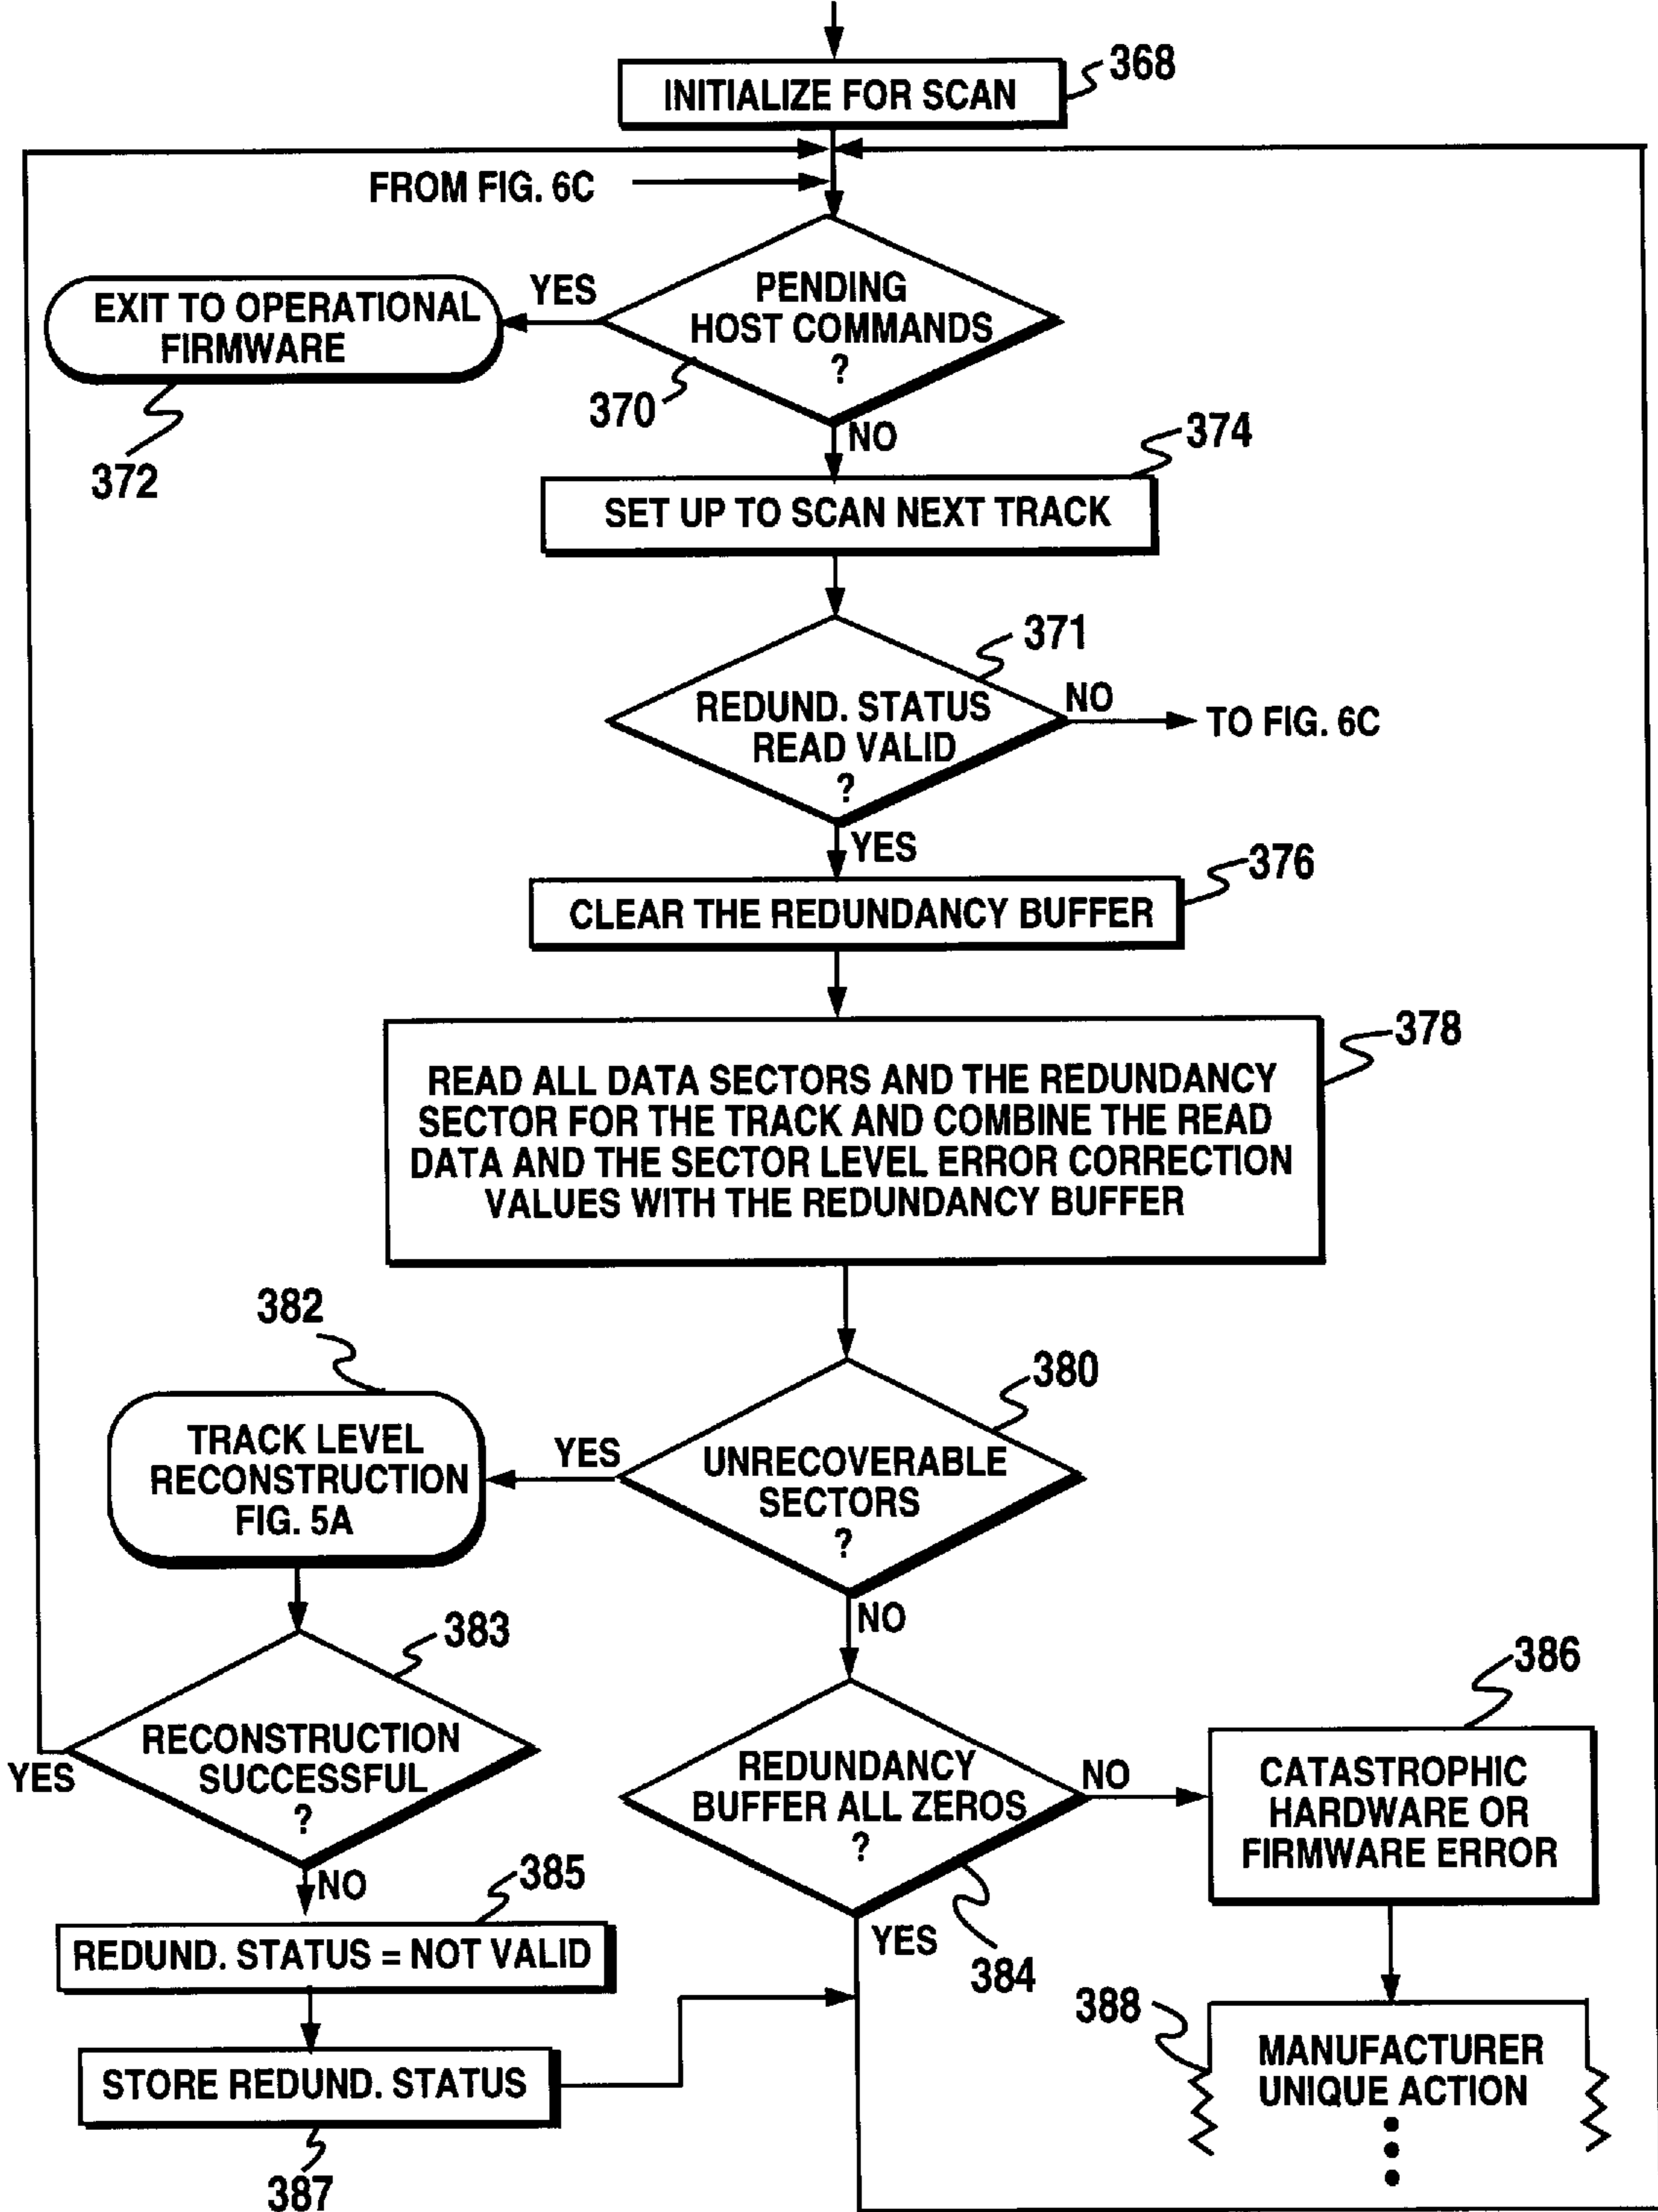 INITIALIZE FOR SCAN
368
FROM FIG. 6C
EXIT TO OPERATIONAL
FIRMWARE
372
YES
PENDING
HOST COMMANDS
?
370
NO
374
SET UP TO SCAN NEXT TRACK
371
REDUND. STATUS
READ VALID
?
NO
TO FIG. 6C
YES
376
CLEAR THE REDUNDANCY BUFFER
378
READ ALL DATA SECTORS AND THE REDUNDANCY
SECTOR FOR THE TRACK AND COMBINE THE READ
DATA AND THE SECTOR LEVEL ERROR CORRECTION
VALUES WITH THE REDUNDANCY BUFFER
380
UNRECOVERABLE
SECTORS
?
YES
382
TRACK LEVEL
RECONSTRUCTION
FIG. 5A
NO
383
RECONSTRUCTION
SUCCESSFUL
?
YES
NO
385
REDUND. STATUS = NOT VALID
STORE REDUND. STATUS
387
REDUNDANCY
BUFFER ALL ZEROS
?
NO
YES
384
386
CATASTROPHIC
HARDWARE OR
FIRMWARE ERROR
388
MANUFACTURER
UNIQUE ACTION